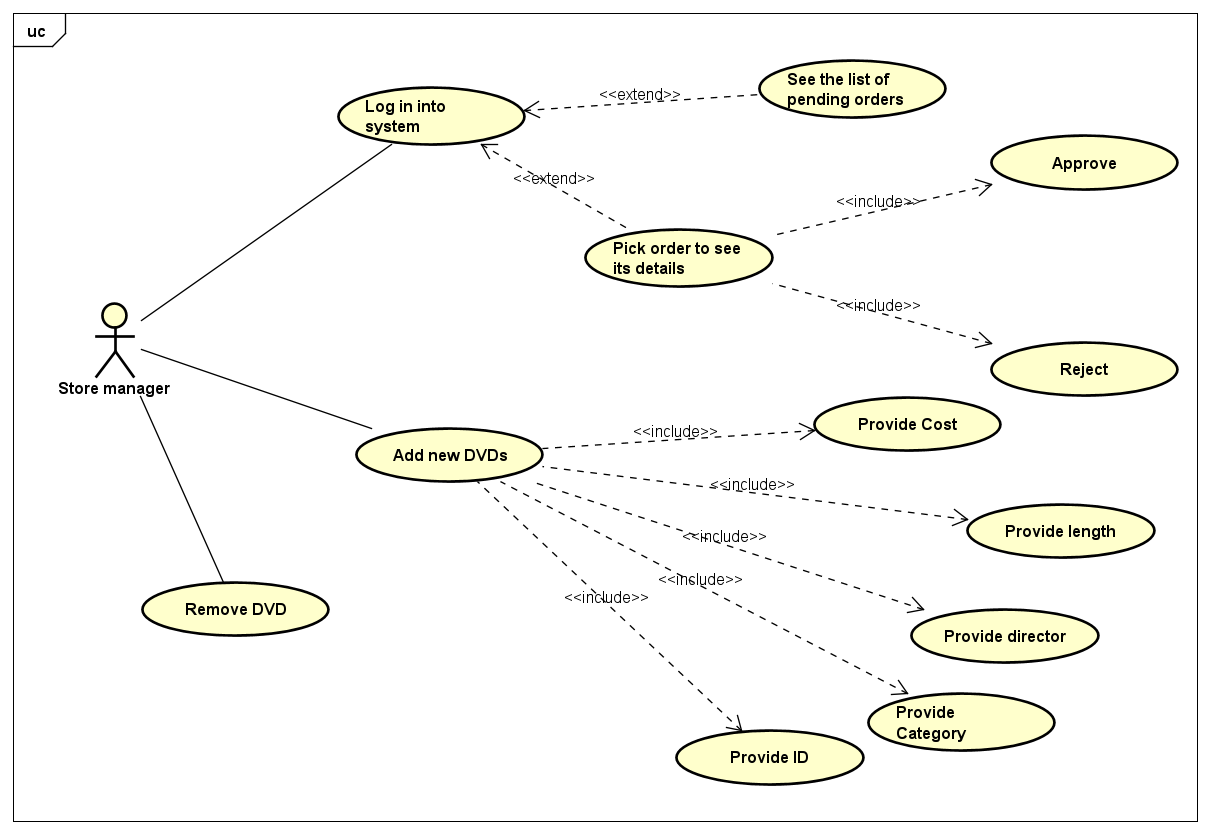 uc
See the list of
pending orders
<<extend>>
Log in into
system
Approve
<<extend>>
<<include>>
Pick order to see
its details
<<include>>
Reject
Store manager
Provide Cost
<<include>>
Add new DVDs
<<include>>
Provide length
<<include>>
<<include>>
<<include>>
Remove DVD
Provide director
Provide
Category
Provide ID